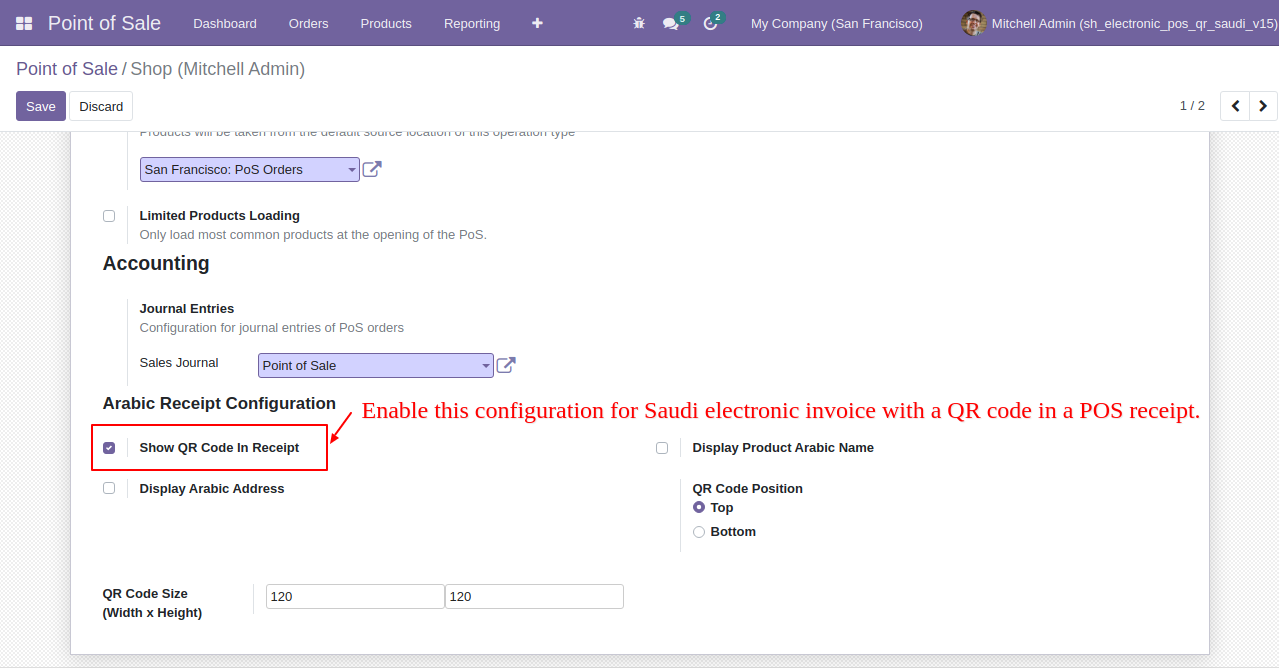 Point of Sale Dashboard Orders Products Reporting 5 2 My Company (San Francisco) Mitchell Admin (sh_electronic_pos_qr_saudi_v15)
Point of Sale / Shop (Mitchell Admin)
Save Discard 1 / 2
Products will be taken from the default source location of this operation type
San Francisco: PoS Orders
Limited Products Loading
Only load most common products at the opening of the PoS.
Accounting
Journal Entries
Configuration for journal entries of PoS orders
Sales Journal Point of Sale
Arabic Receipt Configuration
Enable this configuration for Saudi electronic invoice with a QR code in a POS receipt.
Show QR Code In Receipt
Display Product Arabic Name
Display Arabic Address
QR Code Position
Top
Bottom
QR Code Size
(Width x Height)
120 120